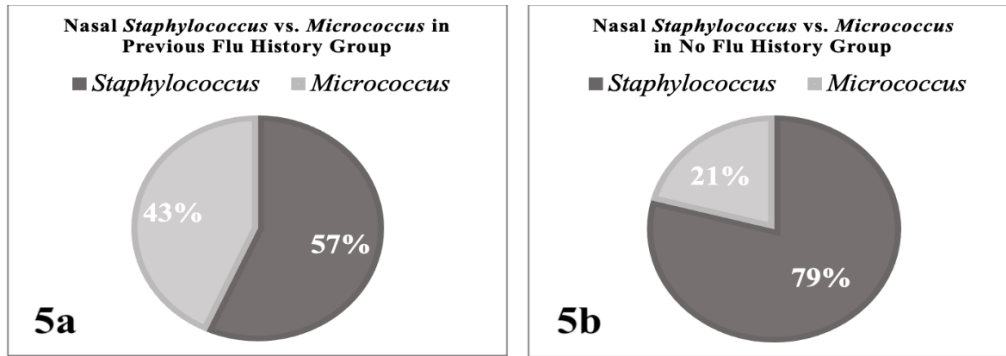 Nasal Staphylococcus vs. Micrococcus in
Previous Flu History Group
Staphylococcus Micrococcus
43%
57%
5a
Nasal Staphylococcus vs. Micrococcus
in No Flu History Group
Staphylococcus Micrococcus
21%
79%
5b